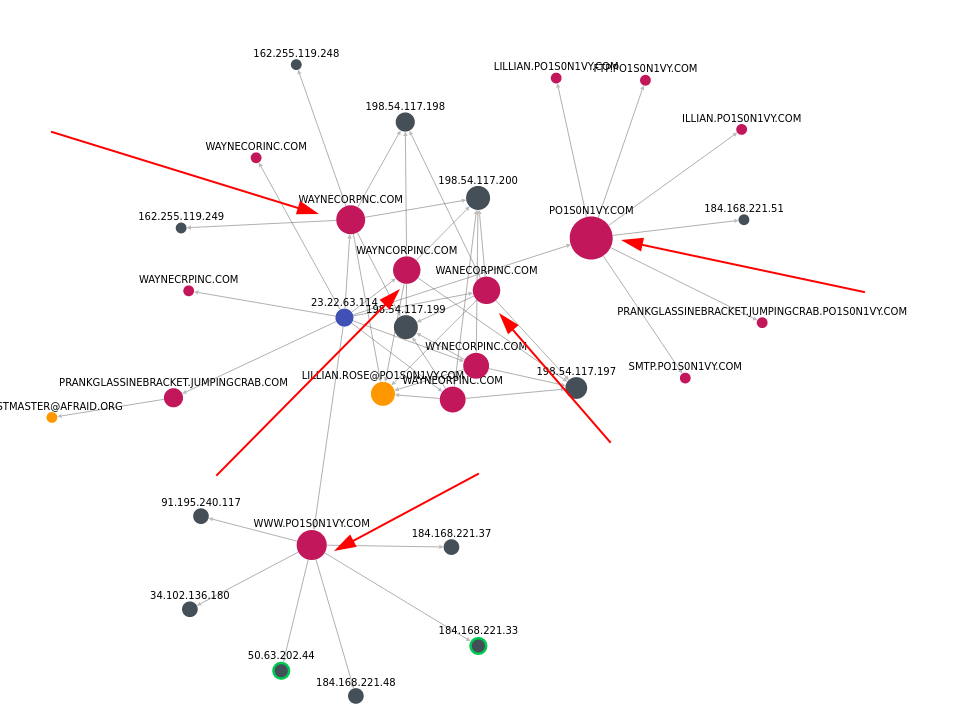 162.255.119.248
LILLIAN.PO1S0N1VY.COM
FTP.PO1S0N1VY.COM
198.54.117.198
ILLIAN.PO1S0N1VY.COM
WAYNECORINC.COM
198.54.117.200
WAYNECORPNC.COM
PO1S0N1VY.COM
184.168.221.51
162.255.119.249
WAYNCORPINC.COM
WANECORPINC.COM
WAYNECRPINC.COM
23.22.63.114
198.54.117.199
PRANKGLASSINEBRACKET.JUMPINGCRAB.PO1S0N1VY.COM
WYNECORPINC.COM
SMTP.PO1S0N1VY.COM
198.54.117.197
LILLIAN.ROSE@PO1S0N1VY.COM
WAYNEORPINC.COM
PRANKGLASSINEBRACKET.JUMPINGCRAB.COM
STMASTER@AFRAID.ORG
91.195.240.117
WWW.PO1S0N1VY.COM
184.168.221.37
34.102.136.180
184.168.221.33
50.63.202.44
184.168.221.48